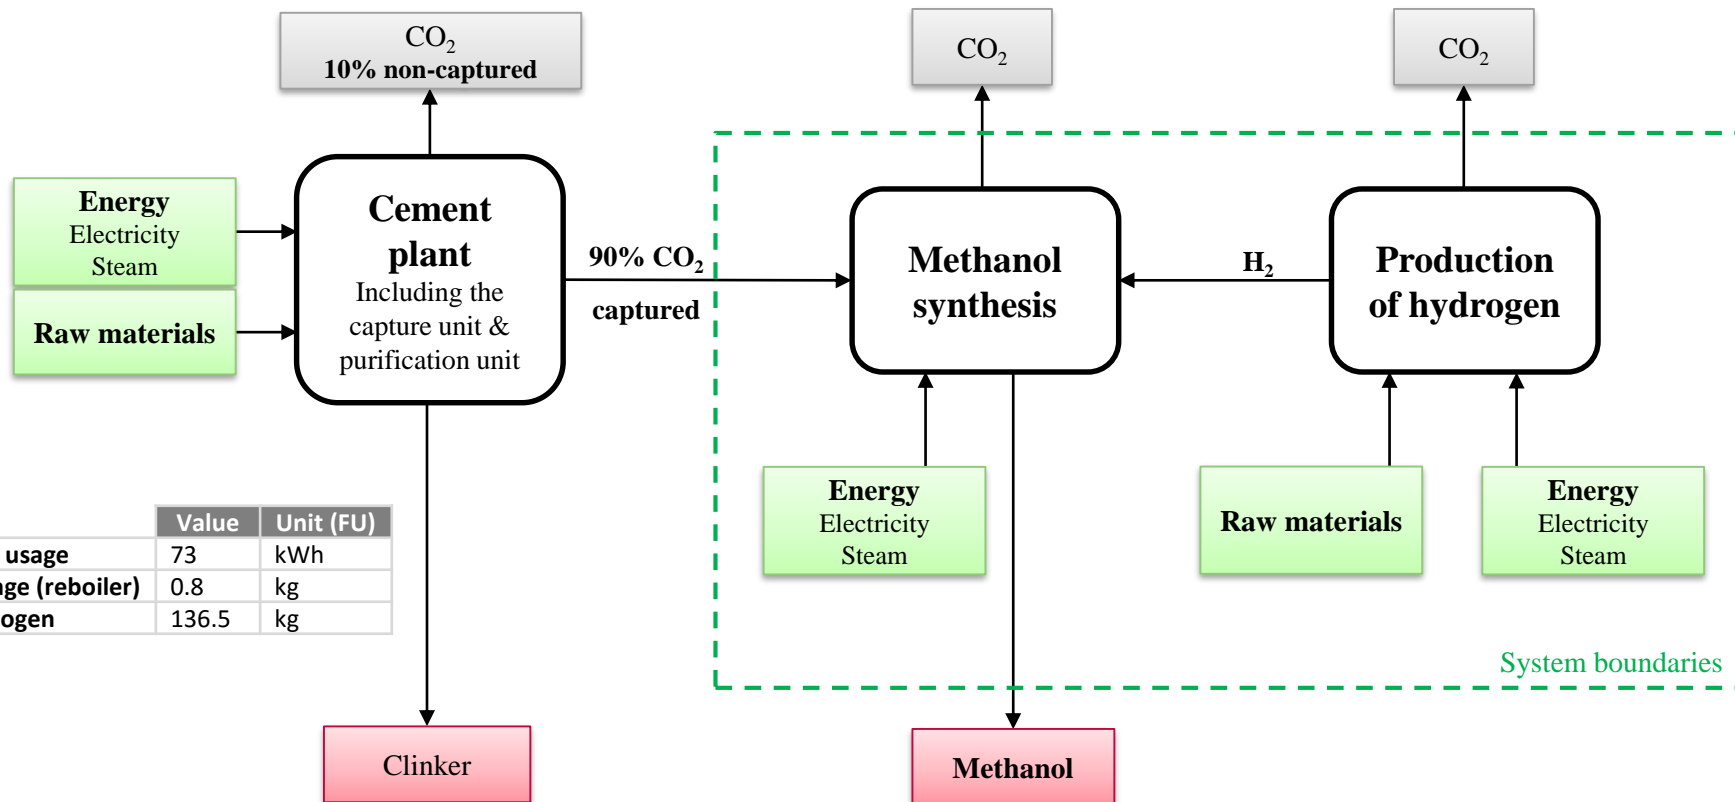 CO₂
10% non-captured
CO₂
CO₂
Energy
Electricity
Steam
Raw materials
Cement
plant
Including the
capture unit &
purification unit
90% CO₂
captured
Methanol
synthesis
H₂
Production
of hydrogen
Energy
Electricity
Steam
Raw materials
Energy
Electricity
Steam
Value Unit (FU)
usage 73 kWh
(reboiler) 0.8 kg
136.5 kg
System boundaries
Clinker
Methanol